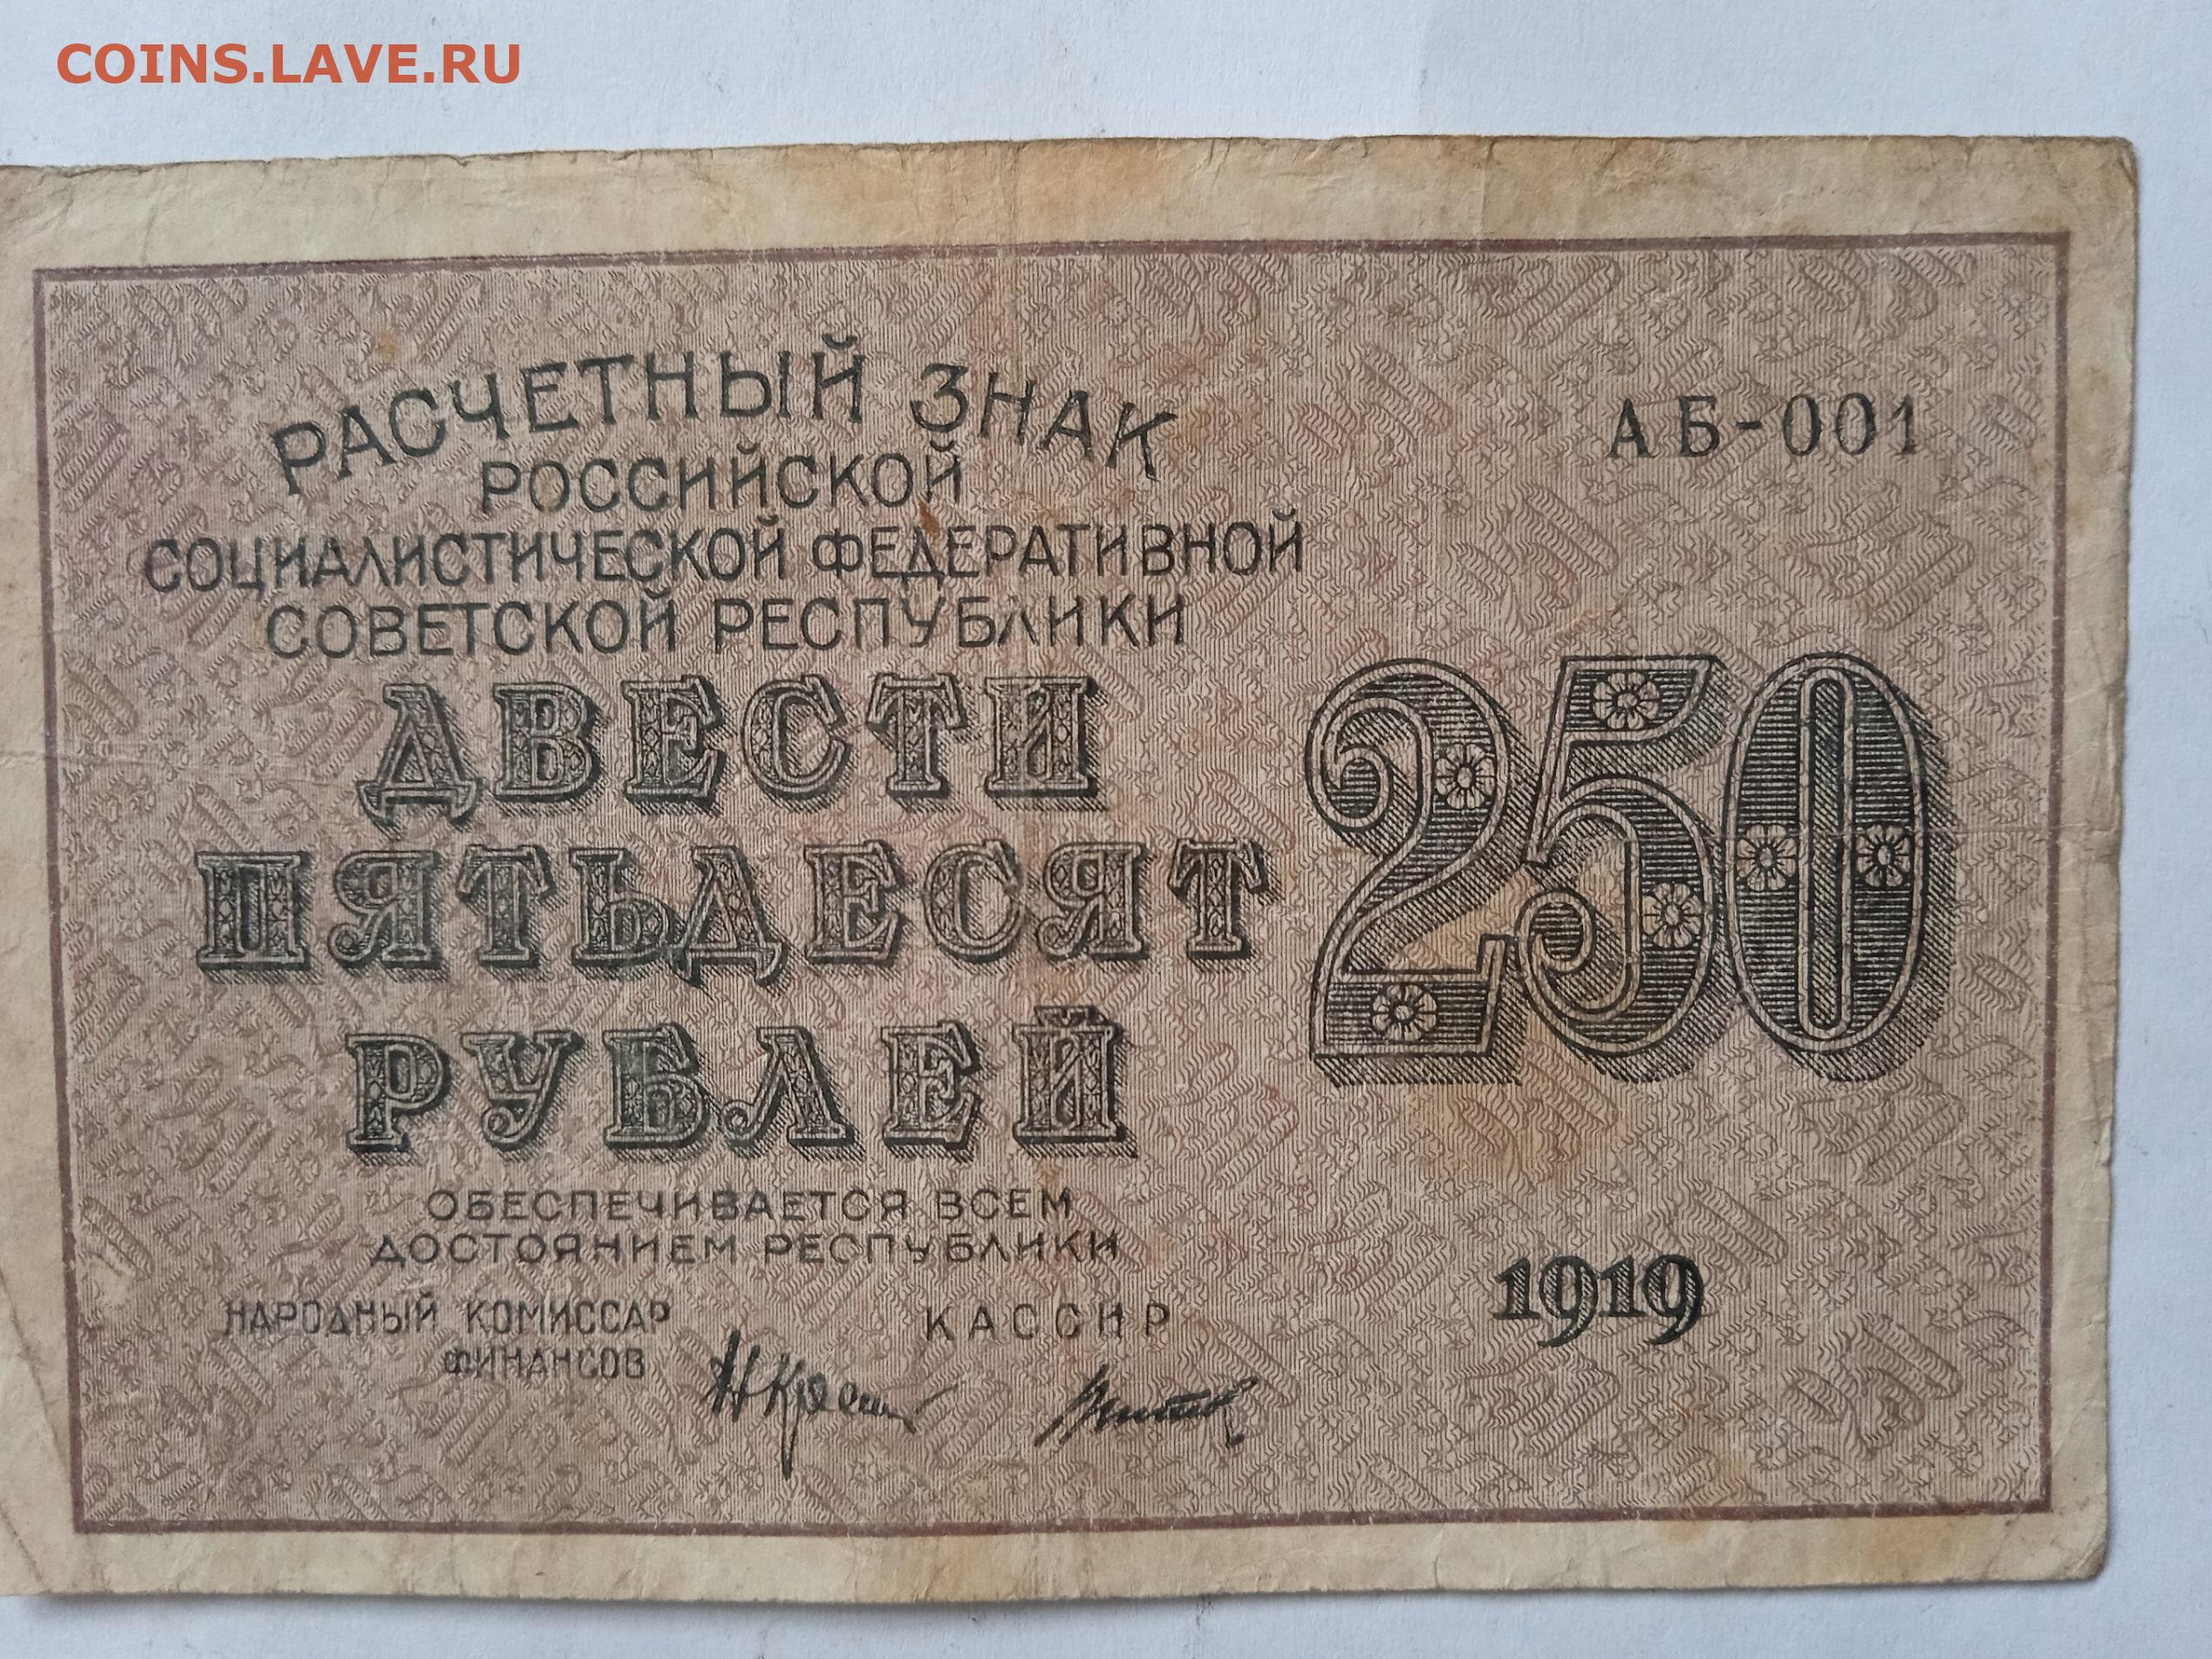 COINS.LAVE.RU
РАСЧЕТНЫЙ ЗНАК
РОССИЙСКОЙ
СОЦИАЛИСТИЧЕСКОЙ ФЕДЕРАТИВНОЙ
СОВЕТСКОЙ РЕСПУБЛИКИ
АБ-001
ДВЕСТИ
ПЯТЬДЕСЯТ
РУБЛЕЙ
250
ОБЕСПЕЧИВАЕТСЯ ВСЕМ
ДОСТОЯНИЕМ РЕСПУБЛИКИ
НАРОДНЫЙ КОМИССАР
ФИНАНСОВ
КАССИР
1919